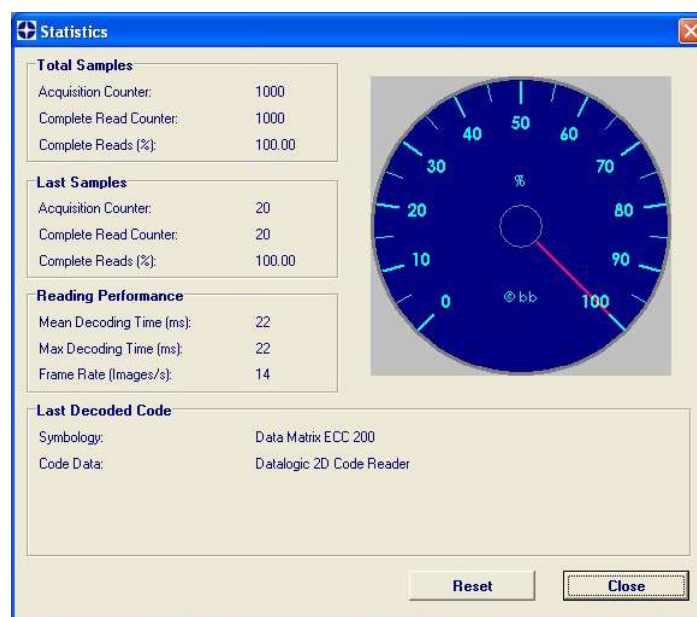 Statistics
Total Samples
Acquisition Counter: 1000
Complete Read Counter: 1000
Complete Reads (%): 100.00
Last Samples
Acquisition Counter: 20
Complete Read Counter: 20
Complete Reads (%): 100.00
Reading Performance
Mean Decoding Time (ms): 22
Max Decoding Time (ms): 22
Frame Rate (Images/s): 14
0
10
20
30
40
50
60
70
80
90
100
%
© bb
Last Decoded Code
Symbology: Data Matrix ECC 200
Code Data: Datalogic 2D Code Reader
Reset Close